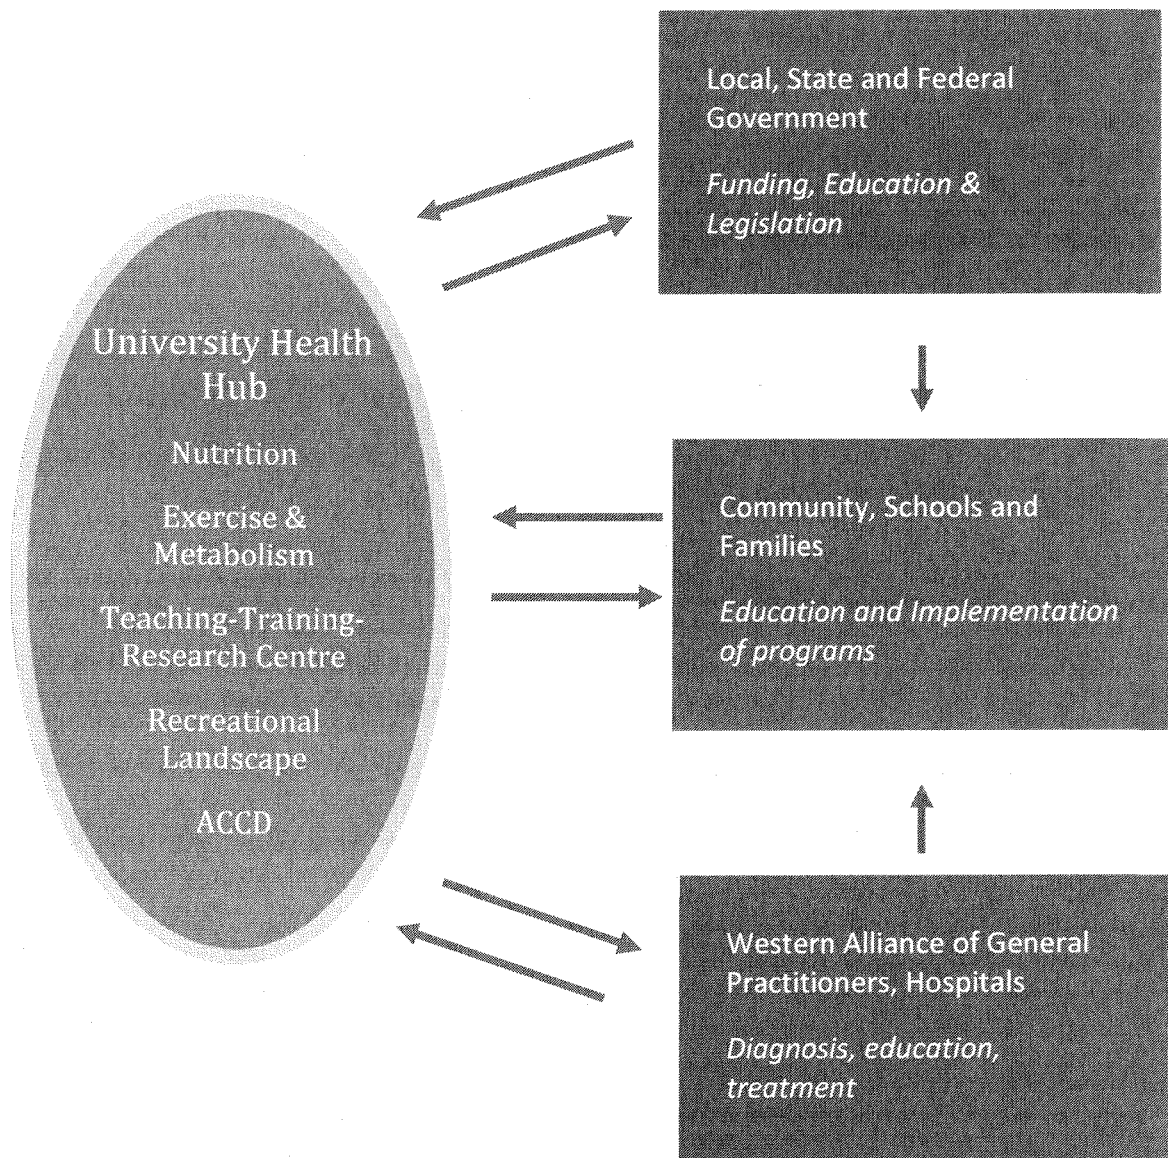 University Health
Hub
Nutrition
Exercise &
Metabolism
Teaching-Training-
Research Centre
Recreational
Landscape
ACCD
Local, State and Federal
Government
Funding, Education &
Legislation
Community, Schools and
Families
Education and Implementation
of programs
Western Alliance of General
Practitioners, Hospitals
Diagnosis, education,
treatment